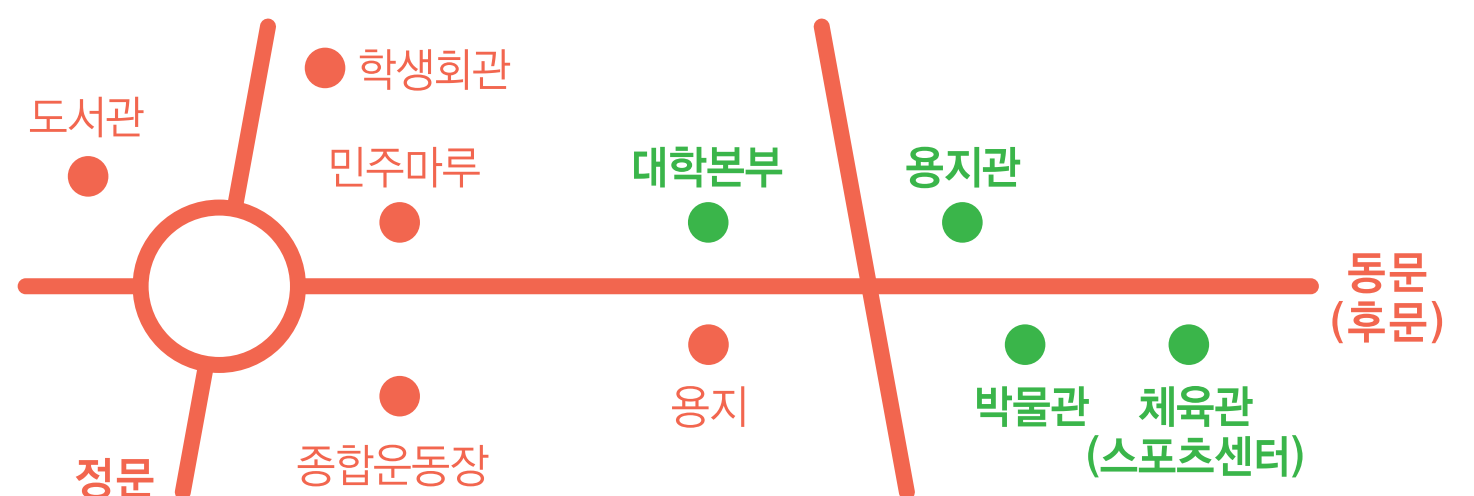 학생회관
도서관
민주마루
대학본부
용지관
동문
(후문)
용지
박물관
체육관
(스포츠센터)
종합운동장
정문